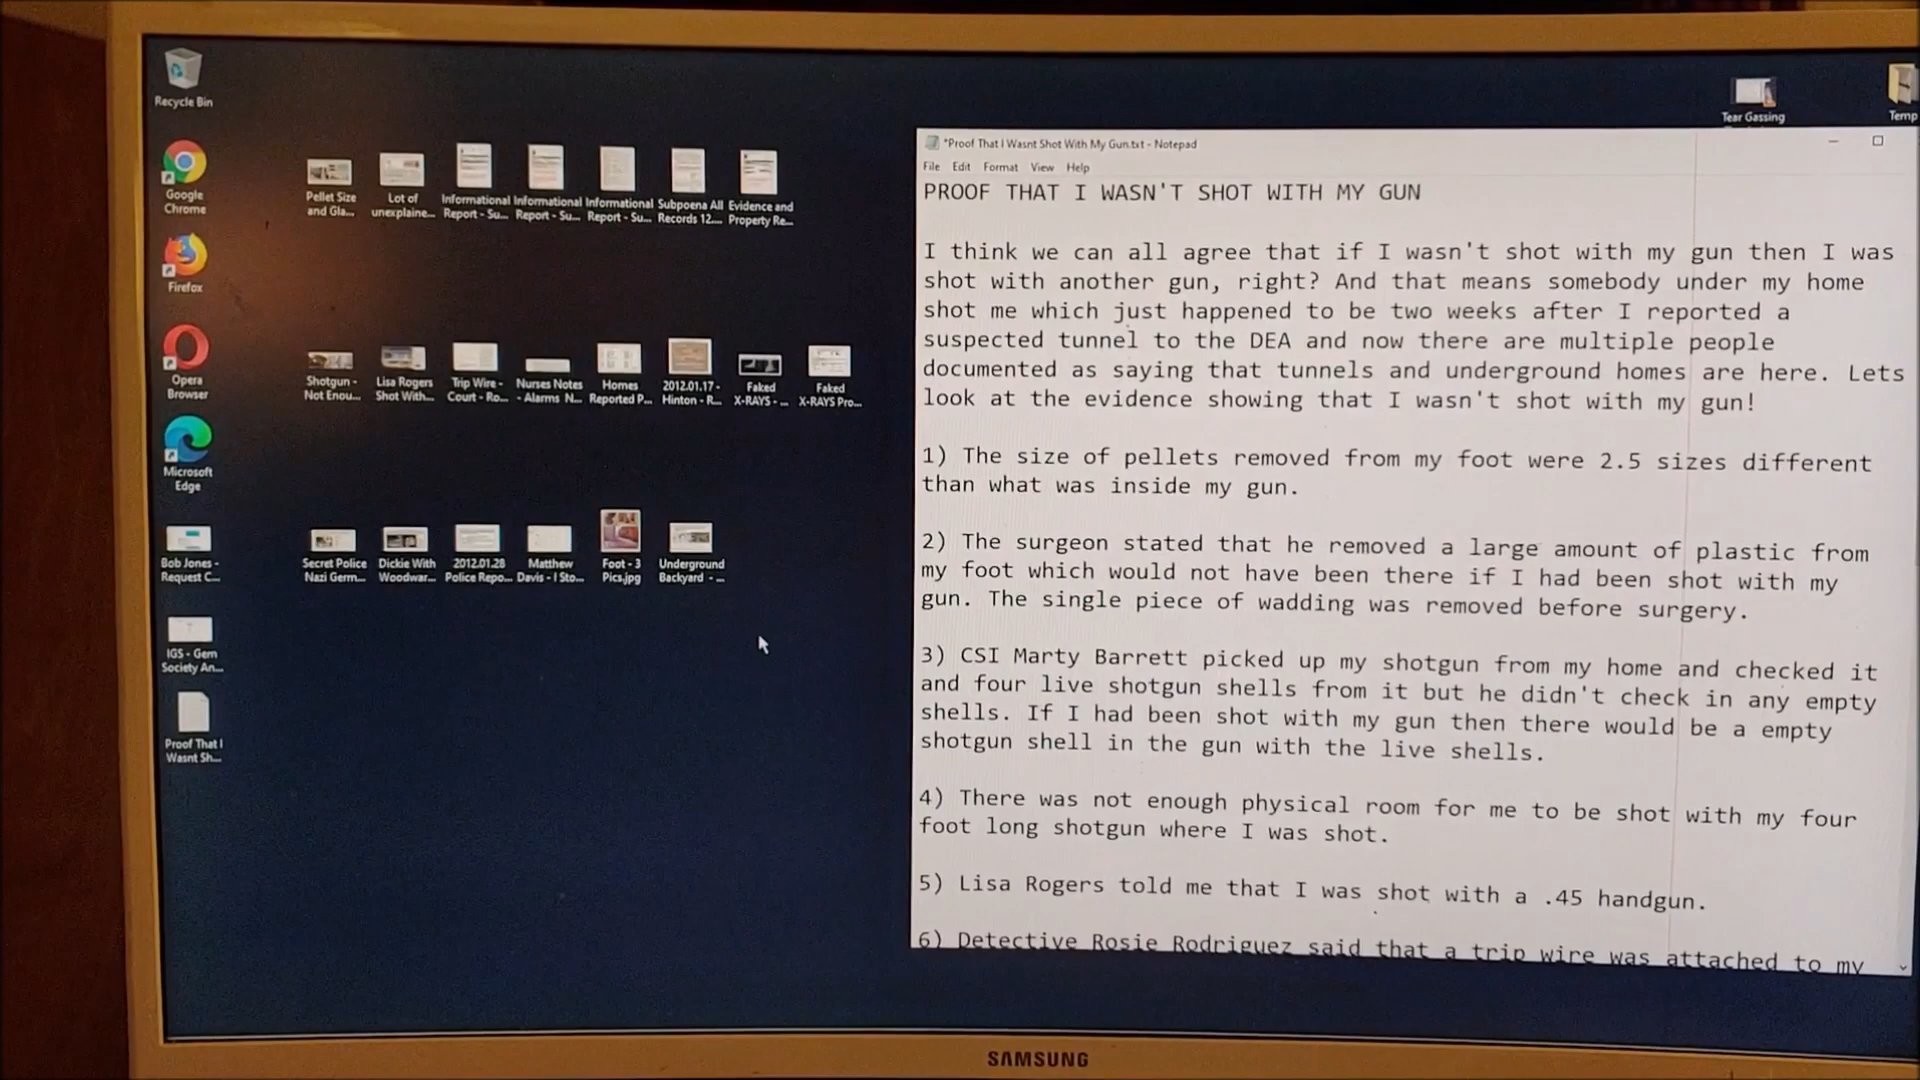 Recycle Bin
Google
Chrome
Firefox
Opera
Browser
Microsoft
Edge
Bob Jones -
Request C...
IGS - Gem
Society An...
Proof That I
Wasnt Sh...
Pellet Size
and Gla...
Lot of
unexplaine...
Informational
Report - Su...
Informational
Report - Su...
Informational
Report - Su...
Subpoena All
Records 12....
Evidence and
Property Re...
Shotgun -
Not Enou...
Lisa Rogers
Shot With...
Trip Wire -
Court - Ro...
Nurses Notes
- Alarms N...
Homes
Reported P...
2012.01.17 -
Hinton - R...
Faked
X-RAYS - ...
Faked
X-RAYS Pro...
Secret Police
Nazi Germ...
Dickie With
Woodwar...
2012.01.28
Police Repo...
Matthew
Davis - I Sto...
Foot - 3
Pics.jpg
Underground
Backyard - ...
Tear Gassing
Temp
*Proof That I Wasnt Shot With My Gun.txt - Notepad
File Edit Format View Help
PROOF THAT I WASN'T SHOT WITH MY GUN
I think we can all agree that if I wasn't shot with my gun then I was
shot with another gun, right? And that means somebody under my home
shot me which just happened to be two weeks after I reported a
suspected tunnel to the DEA and now there are multiple people
documented as saying that tunnels and underground homes are here. Lets
look at the evidence showing that I wasn't shot with my gun!
1) The size of pellets removed from my foot were 2.5 sizes different
than what was inside my gun.
2) The surgeon stated that he removed a large amount of plastic from
my foot which would not have been there if I had been shot with my
gun. The single piece of wadding was removed before surgery.
3) CSI Marty Barrett picked up my shotgun from my home and checked it
and four live shotgun shells from it but he didn't check in any empty
shells. If I had been shot with my gun then there would be a empty
shotgun shell in the gun with the live shells.
4) There was not enough physical room for me to be shot with my four
foot long shotgun where I was shot.
5) Lisa Rogers told me that I was shot with a .45 handgun.
6) Detective Rosie Rodriguez said that a trip wire was attached to my
SAMSUNG